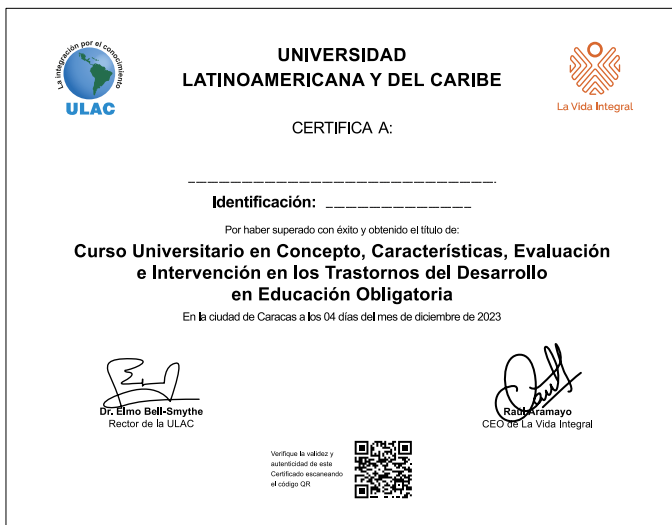 La integración por el conocimiento
ULAC
UNIVERSIDAD
LATINOAMERICANA Y DEL CARIBE
La Vida Integral
CERTIFICA A:
Identificación:
Por haber superado con éxito y obtenido el título de:
Curso Universitario en Concepto, Características, Evaluación
e Intervención en los Trastornos del Desarrollo
en Educación Obligatoria
En la ciudad de Caracas a los 04 días del mes de diciembre de 2023
Dr. Elmo Bell-Smythe
Rector de la ULAC
Raúl Aramayo
CEO de La Vida Integral
Verifique la validez y
autenticidad de este
Certificado escaneando
el código QR